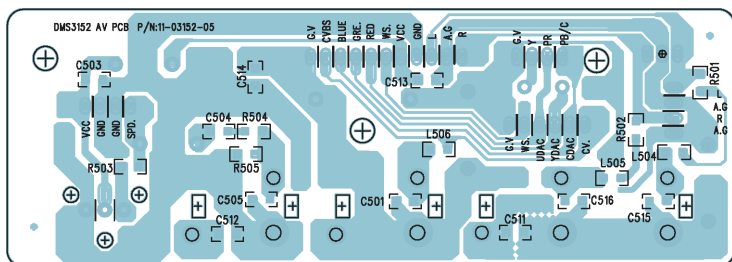 DMS3152 AV PCB P/N:11-03152-05
G.V CVBS BLUE GRE. RED WS. VCC GND L A.G R
G.V Y PR PB/C
C503
C514
C513
R501
L
A.G
R
A.G
VCC GND GND SPD.
C504 R504
R502
G.V WS. UDAC YDAC CDAC CV.
L506
L504
R503
R505
L505
C505
C501
C516
C515
C512
C511